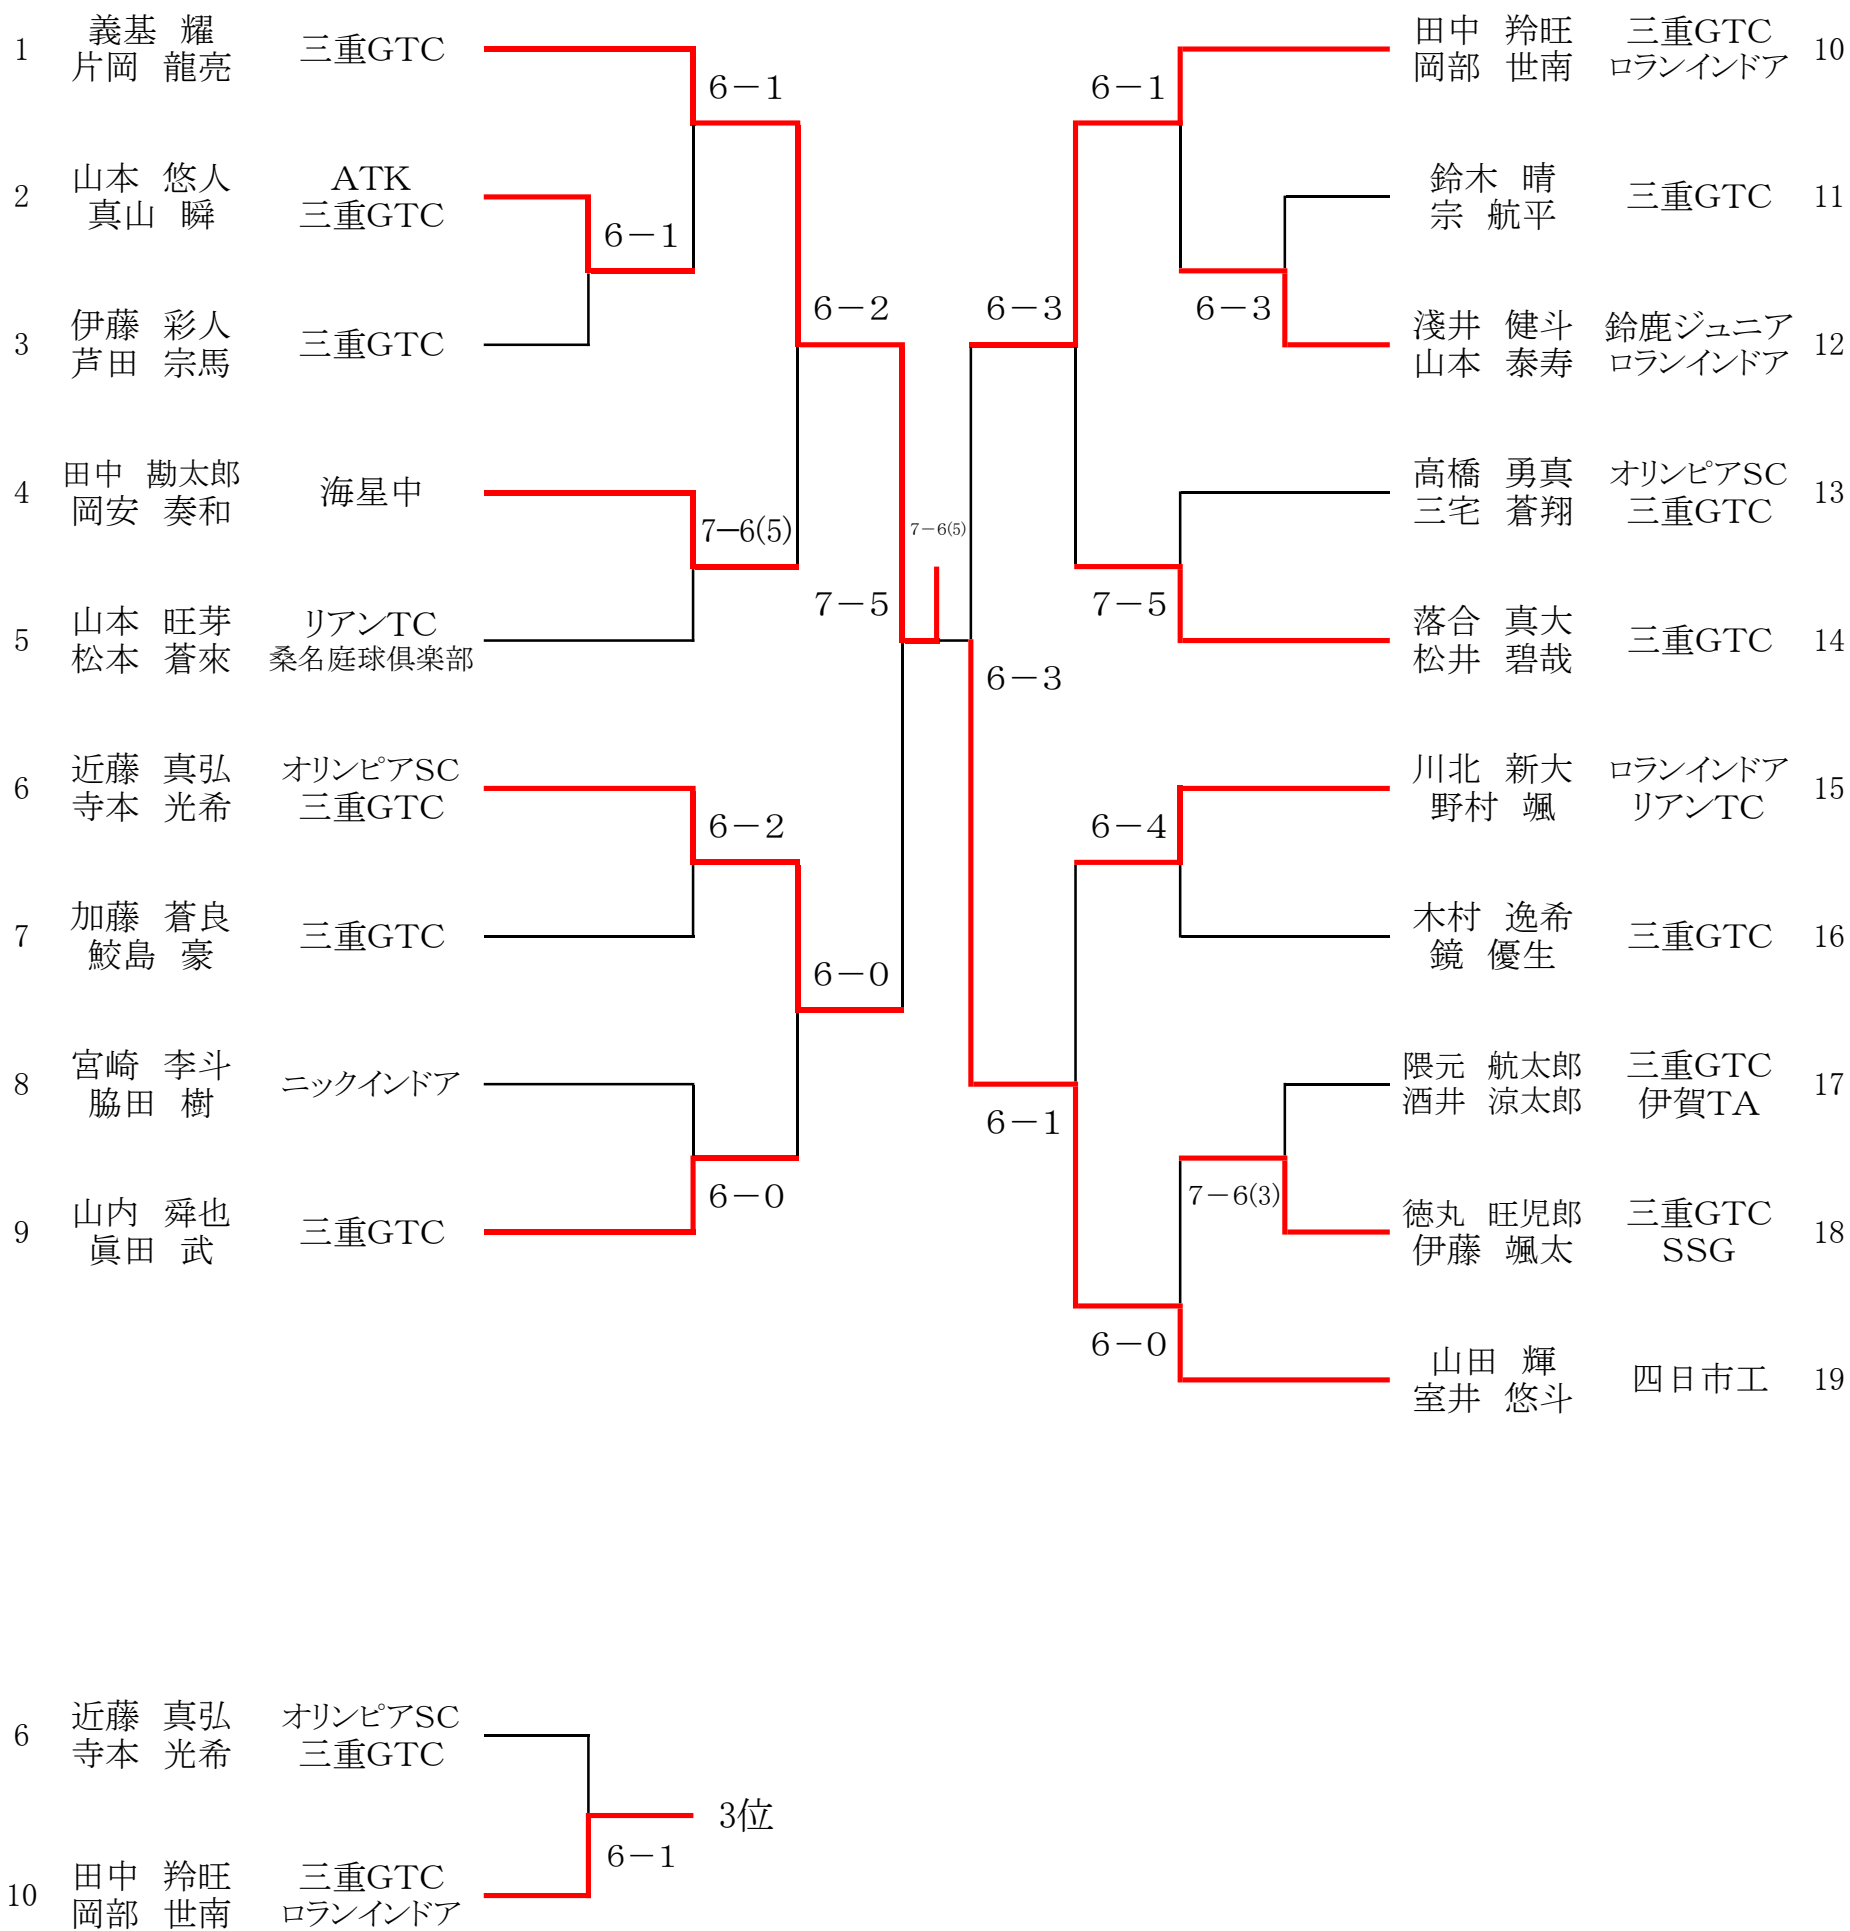 1 義基 耀 三重GTC
片岡 龍亮
6－1
2 山本 悠人 ATK
真山 瞬 三重GTC
6－1
3 伊藤 彩人 三重GTC
芦田 宗馬
6－2
4 田中 勘太郎 海星中
岡安 奏和
7－6(5)
5 山本 旺芽 リアンTC
松本 蒼來 桑名庭球倶楽部
7－5
6 近藤 真弘 オリンピアSC
寺本 光希 三重GTC
6－2
7 加藤 蒼良 三重GTC
鮫島 豪
6－0
8 宮崎 李斗 ニックインドア
脇田 樹
6－0
9 山内 舜也 三重GTC
眞田 武
7－6(5)
田中 羚旺 三重GTC 10
岡部 世南 ロランインドア
6－1
鈴木 晴 三重GTC 11
宗 航平
6－3
6－3
淺井 健斗 鈴鹿ジュニア 12
山本 泰寿 ロランインドア
高橋 勇真 オリンピアSC 13
三宅 蒼翔 三重GTC
7－5
落合 真大 三重GTC 14
松井 碧哉
6－3
川北 新大 ロランインドア 15
野村 颯 リアンTC
6－4
木村 逸希 三重GTC 16
鏡 優生
隈元 航太郎 三重GTC 17
酒井 涼太郎 伊賀TA
6－1
7－6(3)
徳丸 旺児郎 三重GTC 18
伊藤 颯太 SSG
6－0
山田 輝 四日市工 19
室井 悠斗
6 近藤 真弘 オリンピアSC
寺本 光希 三重GTC
3位
6－1
10 田中 羚旺 三重GTC
岡部 世南 ロランインドア